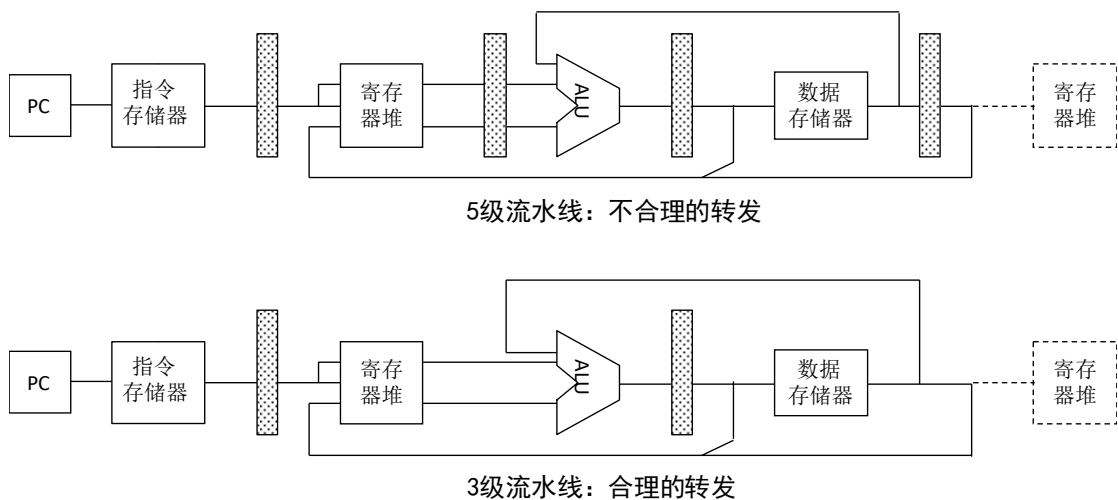 PC
指令
存储器
寄存
器堆
ALU
数据
存储器
寄存
器堆
5级流水线：不合理的转发
PC
指令
存储器
寄存
器堆
ALU
数据
存储器
寄存
器堆
3级流水线：合理的转发